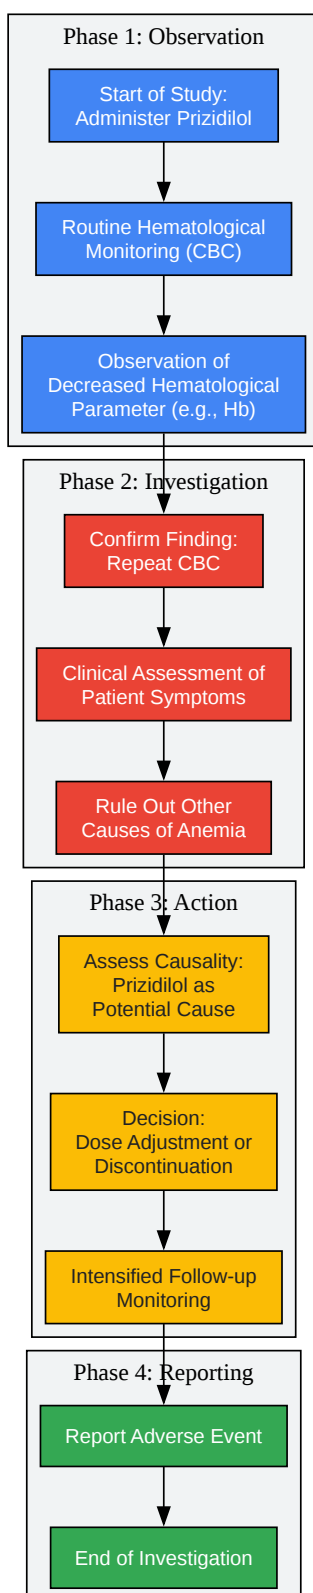 Phase 1: Observation
Start of Study:
Administer Prizidilol
Routine Hematological
Monitoring (CBC)
Observation of
Decreased Hematological
Parameter (e.g., Hb)
Phase 2: Investigation
Confirm Finding:
Repeat CBC
Clinical Assessment of
Patient Symptoms
Rule Out Other
Causes of Anemia
Phase 3: Action
Assess Causality:
Prizidilol as
Potential Cause
Decision:
Dose Adjustment or
Discontinuation
Intensified Follow-up
Monitoring
Phase 4: Reporting
Report Adverse Event
End of Investigation